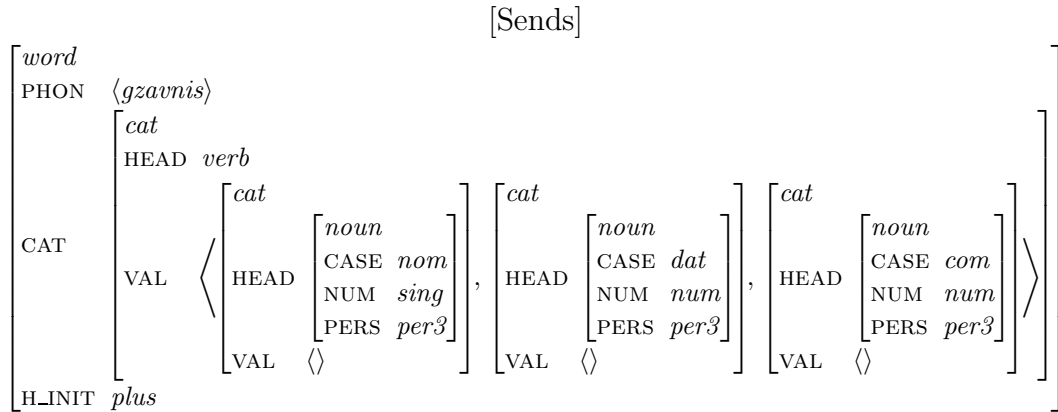 [Sends]
word
PHON ⟨gzavnis⟩
cat
HEAD verb
cat cat cat
noun noun noun
CAT VAL ⟨ HEAD CASE nom , HEAD CASE dat , HEAD CASE com ⟩
NUM sing NUM num NUM num
PERS per3 PERS per3 PERS per3
VAL ⟨⟩ VAL ⟨⟩ VAL ⟨⟩
H_INIT plus